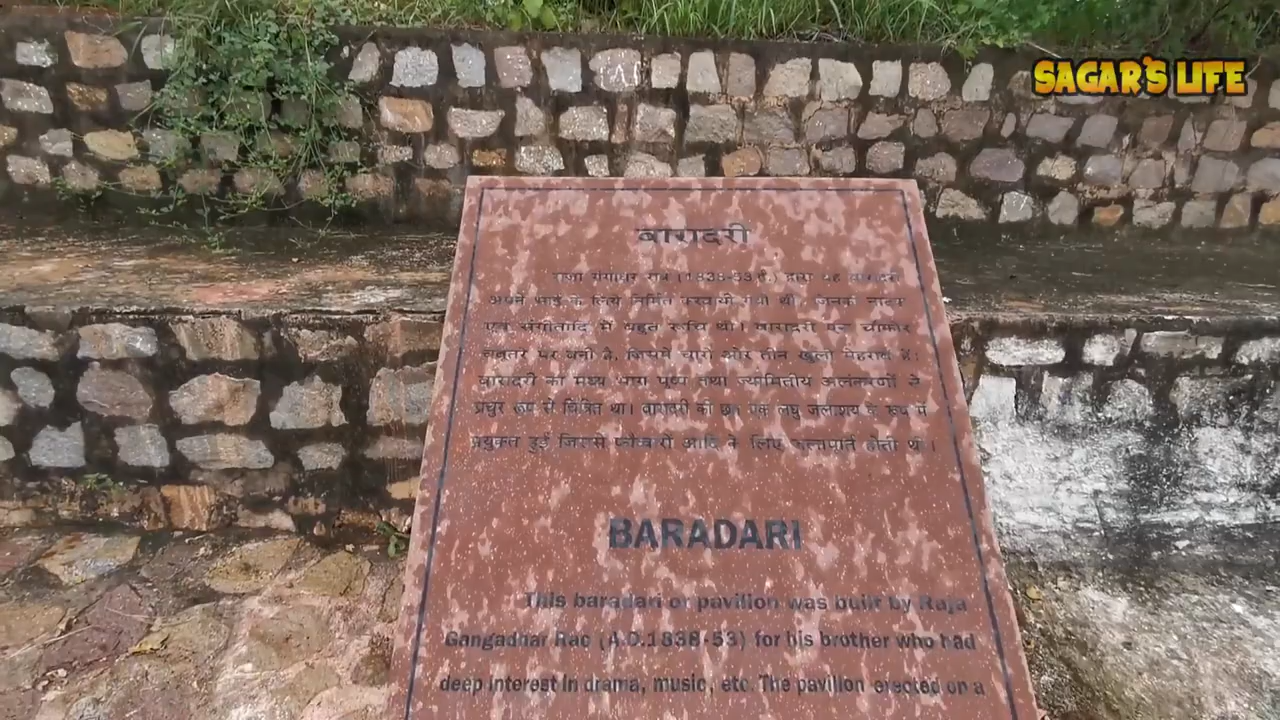 SAGAR'S LIFE
बारादरी
राजा गंगाधर राव (1838-53 ई.) द्वारा यह बारादरी
अपने भाई के लिये निर्मित करवायी गयी थी, जिनकी नाटक
एवं संगीतादि में बहुत रूचि थी। बारादरी एक चौकोर
चबूतरे पर बनी है, जिसमें चारों ओर तीन खुली मेहराबें हैं।
बारादरी का मध्य भाग पुष्प तथा ज्यामितीय अलंकरणों से
प्रचुर रूप से चित्रित था। बारादरी की छत एक लघु जलाशय के रूप में
प्रयुक्त हुई जिससे फौव्वारों आदि के लिए जलापूर्ति होती थी।
BARADARI
This baradari or pavilion was built by Raja
Gangadhar Rao (A.D.1838-53) for his brother who had
deep interest in drama, music, etc. The pavilion erected on a